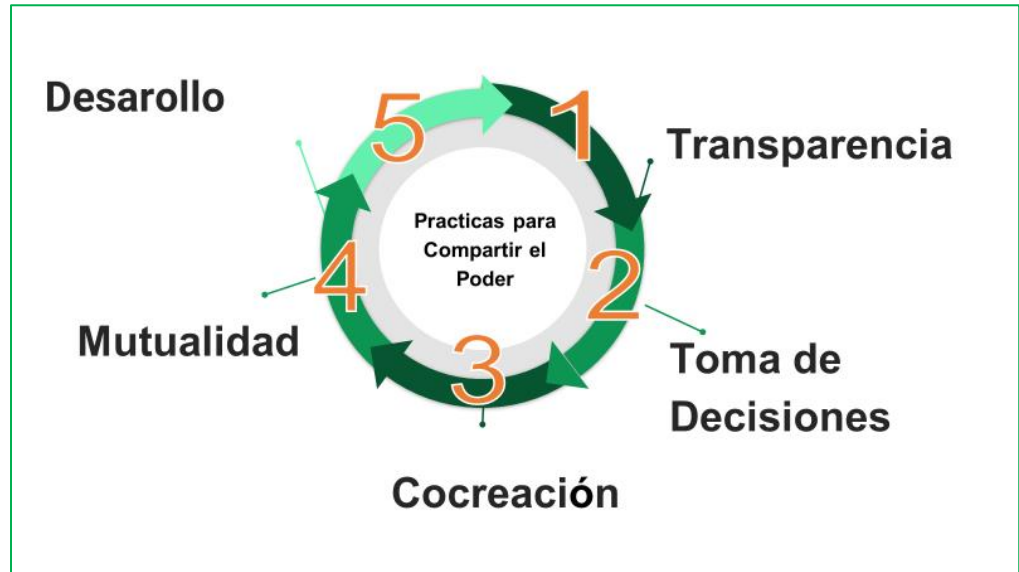 Practicas para
Compartir el
Poder
1
Transparencia
2
Toma de
Decisiones
3
Cocreación
4
Mutualidad
5
Desarollo